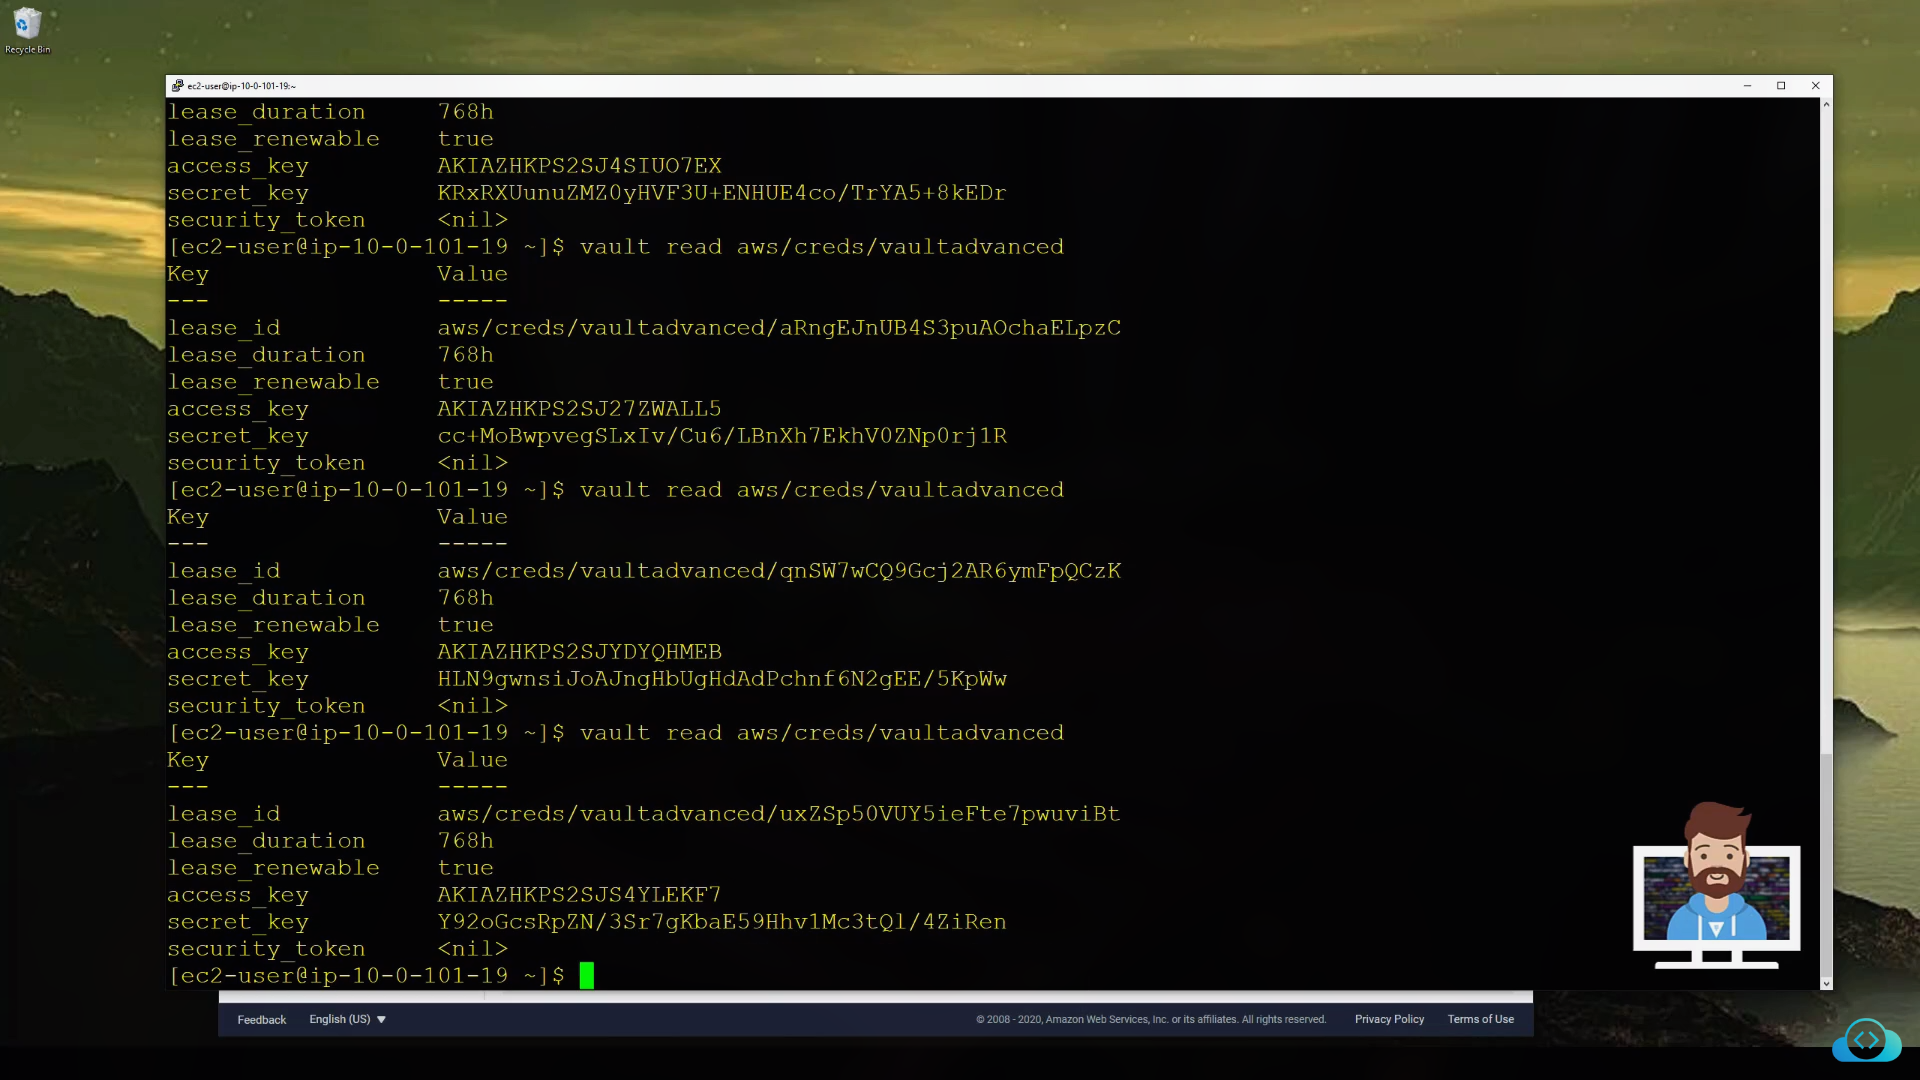 Recycle Bin
ec2-user@ip-10-0-101-19:~
lease_duration 768h
lease_renewable true
access_key AKIAZHKPS2SJ4SIUO7EX
secret_key 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
security_token <nil>
[ec2-user@ip-10-0-101-19 ~]$ vault read aws/creds/vaultadvanced
Key Value
--- -----
lease_id aws/creds/vaultadvanced/aRngEJnUB4S3puAOchaELpzC
lease_duration 768h
lease_renewable true
access_key AKIAZHKPS2SJ27ZWALL5
secret_key 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
security_token <nil>
[ec2-user@ip-10-0-101-19 ~]$ vault read aws/creds/vaultadvanced
Key Value
--- -----
lease_id aws/creds/vaultadvanced/qnSW7wCQ9Gcj2AR6ymFpQCzK
lease_duration 768h
lease_renewable true
access_key AKIAZHKPS2SJYDYQHMEB
secret_key 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
security_token <nil>
[ec2-user@ip-10-0-101-19 ~]$ vault read aws/creds/vaultadvanced
Key Value
--- -----
lease_id aws/creds/vaultadvanced/uxZSp50VUY5ieFte7pwuviBt
lease_duration 768h
lease_renewable true
access_key AKIAZHKPS2SJS4YLEKF7
secret_key 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
security_token <nil>
[ec2-user@ip-10-0-101-19 ~]$
Feedback English (US) © 2008 - 2020, Amazon Web Services, Inc. or its affiliates. All rights reserved. Privacy Policy Terms of Use